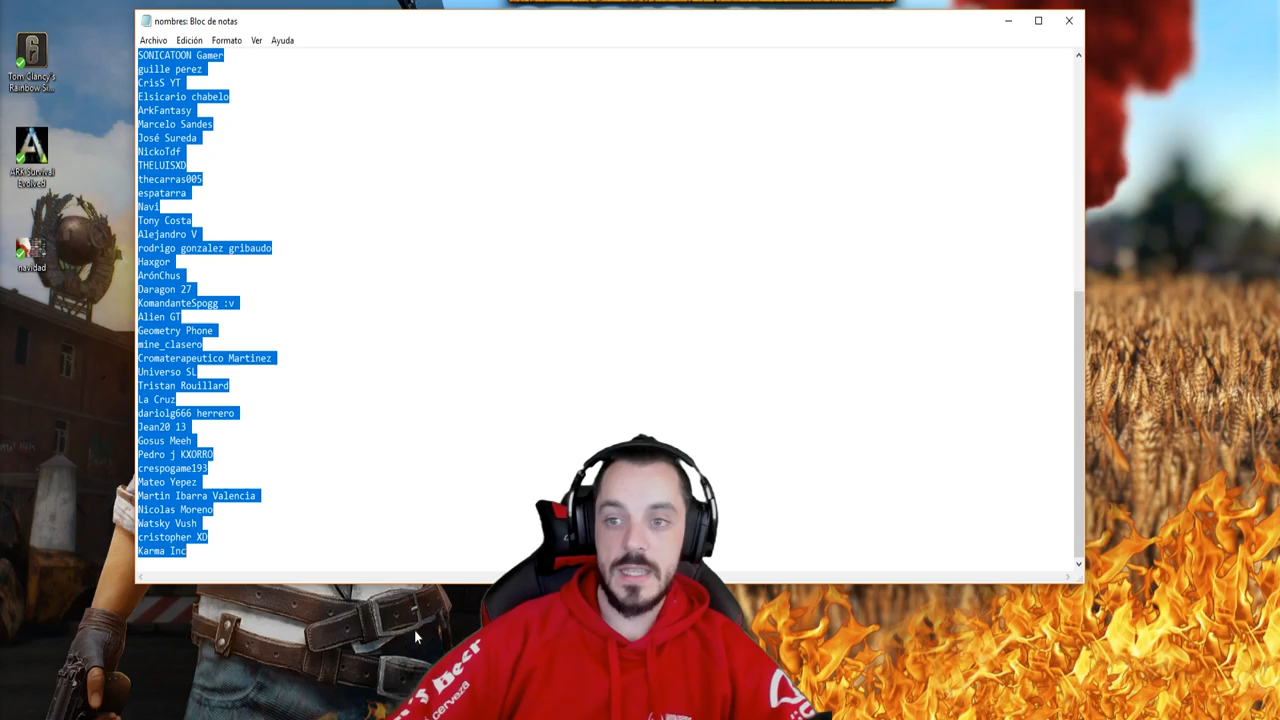 nombres: Bloc de notas
Archivo Edición Formato Ver Ayuda
SONICATOON Gamer
guille perez
CrisS YT
Elsicario chabelo
ArkFantasy
Marcelo Sandes
José Sureda
NickoTdf
THELUISXD
thecarras005
espatarra
Navi
Tony Costa
Alejandro V
rodrigo gonzalez gribaudo
Haxgor
ArónChus
Daragon 27
KomandanteSpogg :v
Alien GT
Geometry Phone
mine_clasero
Cromaterapeutico Martinez
Universo SL
Tristan Rouillard
La Cruz
dariolg666 herrero
Jean20 13
Gosus Meeh
Pedro j KXORRO
crespogame193
Mateo Yepez
Martin Ibarra Valencia
Nicolas Moreno
Watsky Vush
cristopher XD
Karma Inc
Tom Clancy's
Rainbow Si...
ARK Survival
Evolved
navidad
Beer
cerveza